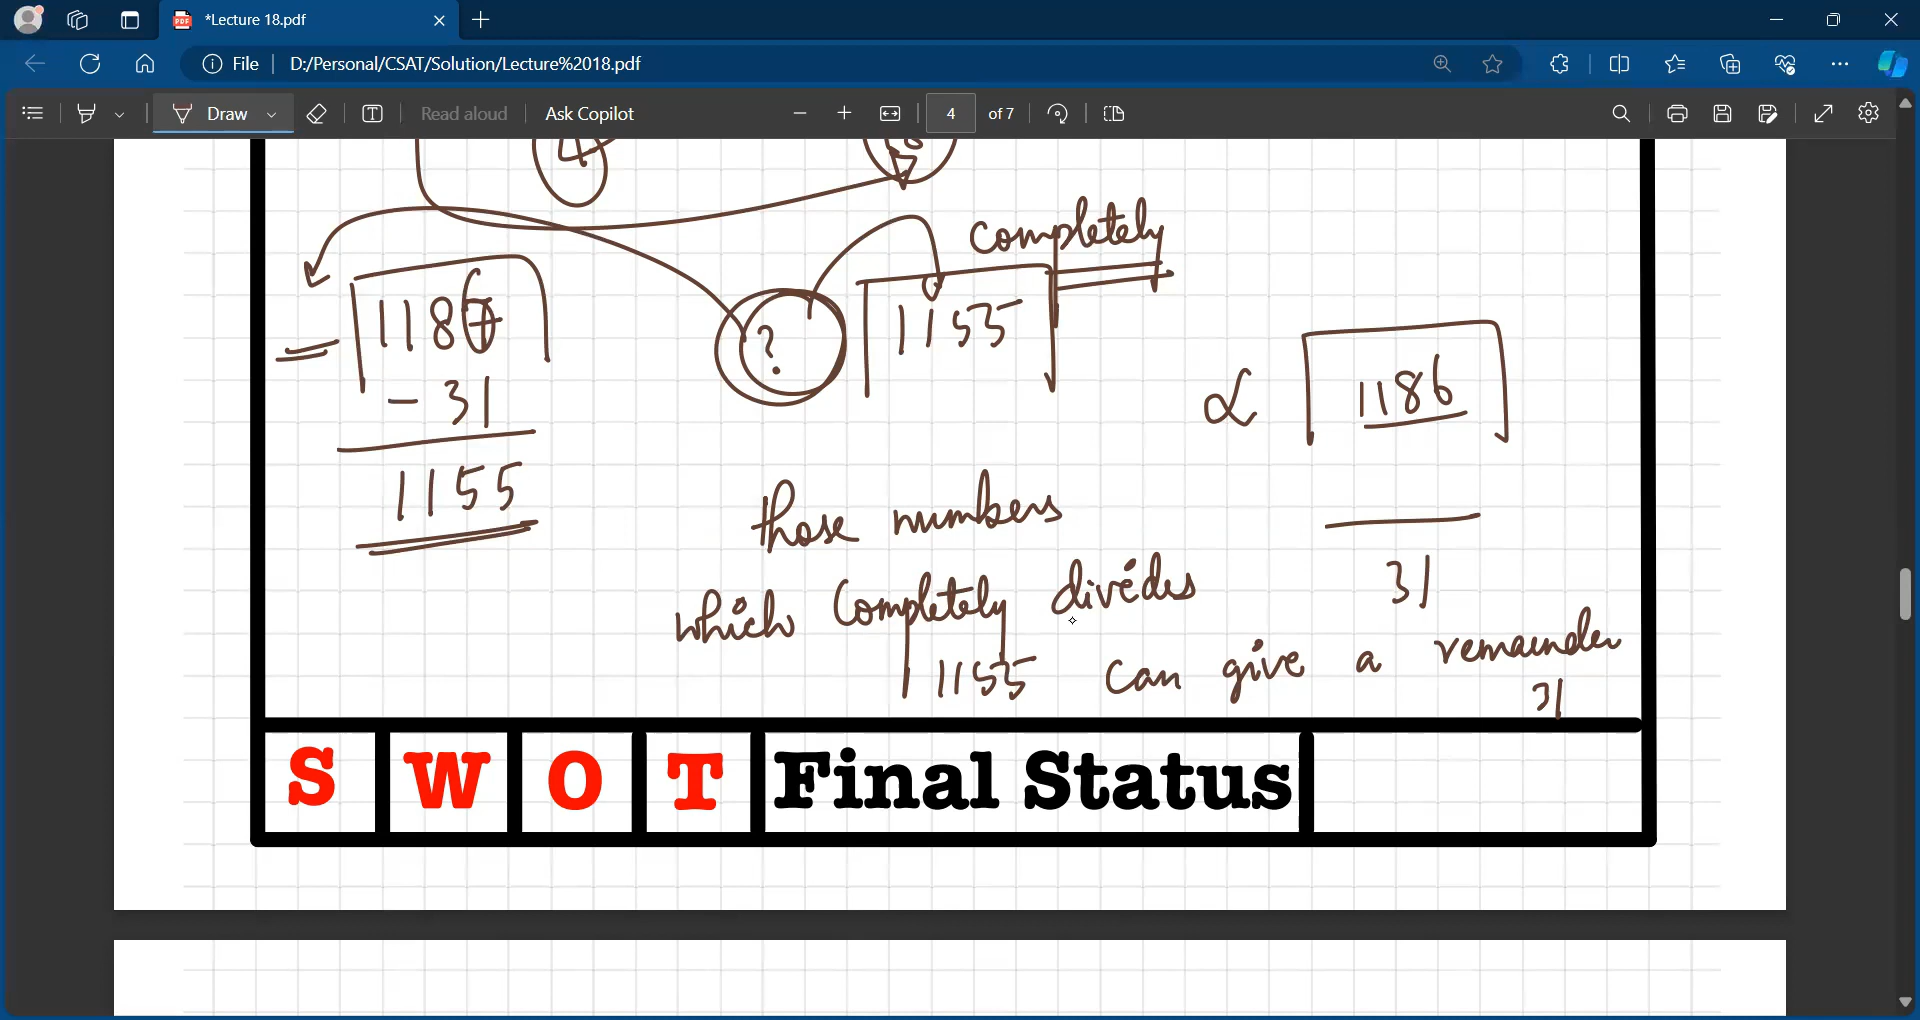 *Lecture 18.pdf
File D:/Personal/CSAT/Solution/Lecture%2018.pdf
Draw Read aloud Ask Copilot 4 of 7
completely
1186
- 31
1155
?
1155
1186
31
those numbers
which completely divides
1155 can give a remainder
31
S W O T Final Status